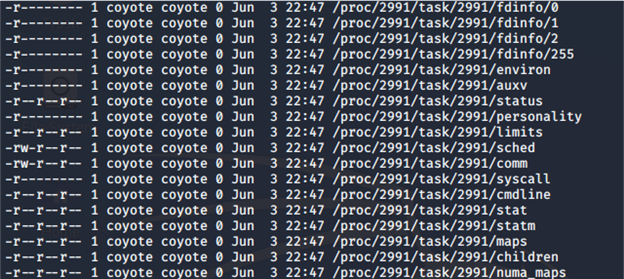 -r-------- 1 coyote coyote 0 Jun  3 22:47 /proc/2991/task/2991/fdinfo/0
-r-------- 1 coyote coyote 0 Jun  3 22:47 /proc/2991/task/2991/fdinfo/1
-r-------- 1 coyote coyote 0 Jun  3 22:47 /proc/2991/task/2991/fdinfo/2
-r-------- 1 coyote coyote 0 Jun  3 22:47 /proc/2991/task/2991/fdinfo/255
-r-------- 1 coyote coyote 0 Jun  3 22:47 /proc/2991/task/2991/environ
-r-------- 1 coyote coyote 0 Jun  3 22:47 /proc/2991/task/2991/auxv
-r--r--r-- 1 coyote coyote 0 Jun  3 22:47 /proc/2991/task/2991/status
-r-------- 1 coyote coyote 0 Jun  3 22:47 /proc/2991/task/2991/personality
-r--r--r-- 1 coyote coyote 0 Jun  3 22:47 /proc/2991/task/2991/limits
-rw-r--r-- 1 coyote coyote 0 Jun  3 22:47 /proc/2991/task/2991/sched
-rw-r--r-- 1 coyote coyote 0 Jun  3 22:47 /proc/2991/task/2991/comm
-r-------- 1 coyote coyote 0 Jun  3 22:47 /proc/2991/task/2991/syscall
-r--r--r-- 1 coyote coyote 0 Jun  3 22:47 /proc/2991/task/2991/cmdline
-r--r--r-- 1 coyote coyote 0 Jun  3 22:47 /proc/2991/task/2991/stat
-r--r--r-- 1 coyote coyote 0 Jun  3 22:47 /proc/2991/task/2991/statm
-r--r--r-- 1 coyote coyote 0 Jun  3 22:47 /proc/2991/task/2991/maps
-r--r--r-- 1 coyote coyote 0 Jun  3 22:47 /proc/2991/task/2991/children
-r--r--r-- 1 coyote coyote 0 Jun  3 22:47 /proc/2991/task/2991/numa_maps